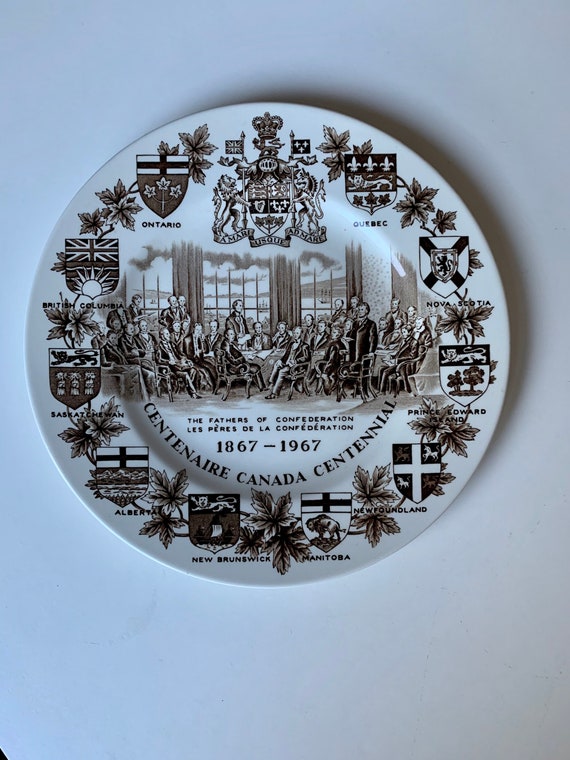 A MARI USQUE AD MARE
ONTARIO
QUEBEC
BRITISH COLUMBIA
NOVA-SCOTIA
SASKATCHEWAN
PRINCE EDWARD
ISLAND
ALBERTA
NEWFOUNDLAND
NEW BRUNSWICK
MANITOBA
THE FATHERS OF CONFEDERATION
LES PÈRES DE LA CONFÉDÉRATION
1867 – 1967
CENTENAIRE CANADA CENTENNIAL